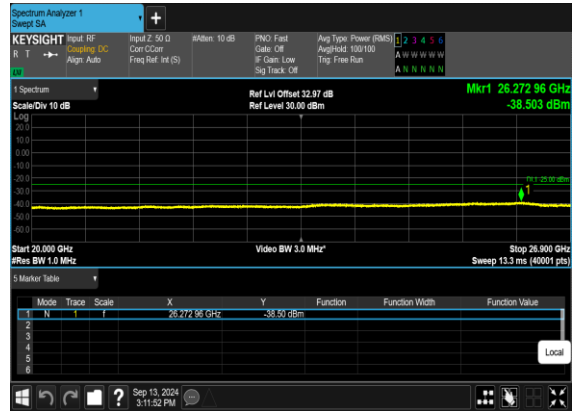 Spectrum Analyzer 1
Swept SA
+
KEYSIGHT Input: RF Input Z: 50 Ω #Atten: 10 dB PNO: Fast Avg Type: Power (RMS) 1 2 3 4 5 6
R T Coupling: DC Corr CCorr Gate: Off Avg|Hold: 100/100 A W W W W W
Align: Auto Freq Ref: Int (S) IF Gain: Low Trig: Free Run
Sig Track: Off A N N N N N
1 Spectrum Ref Lvl Offset 32.97 dB Mkr1 26.272 96 GHz
Scale/Div 10 dB Ref Level 30.00 dBm -38.503 dBm
Log
20.0
10.0
0.00
-10.0
-20.0
-30.0
-40.0
-50.0
-60.0
1
Start 20.000 GHz Video BW 3.0 MHz* Stop 26.900 GHz
#Res BW 1.0 MHz Sweep 13.3 ms (40001 pts)
5 Marker Table
Mode Trace Scale X Y Function Function Width Function Value
1 N 1 f 26.272 96 GHz -38.50 dBm
2
3
4
5
6
Local
? Sep 13, 2024
3:11:52 PM